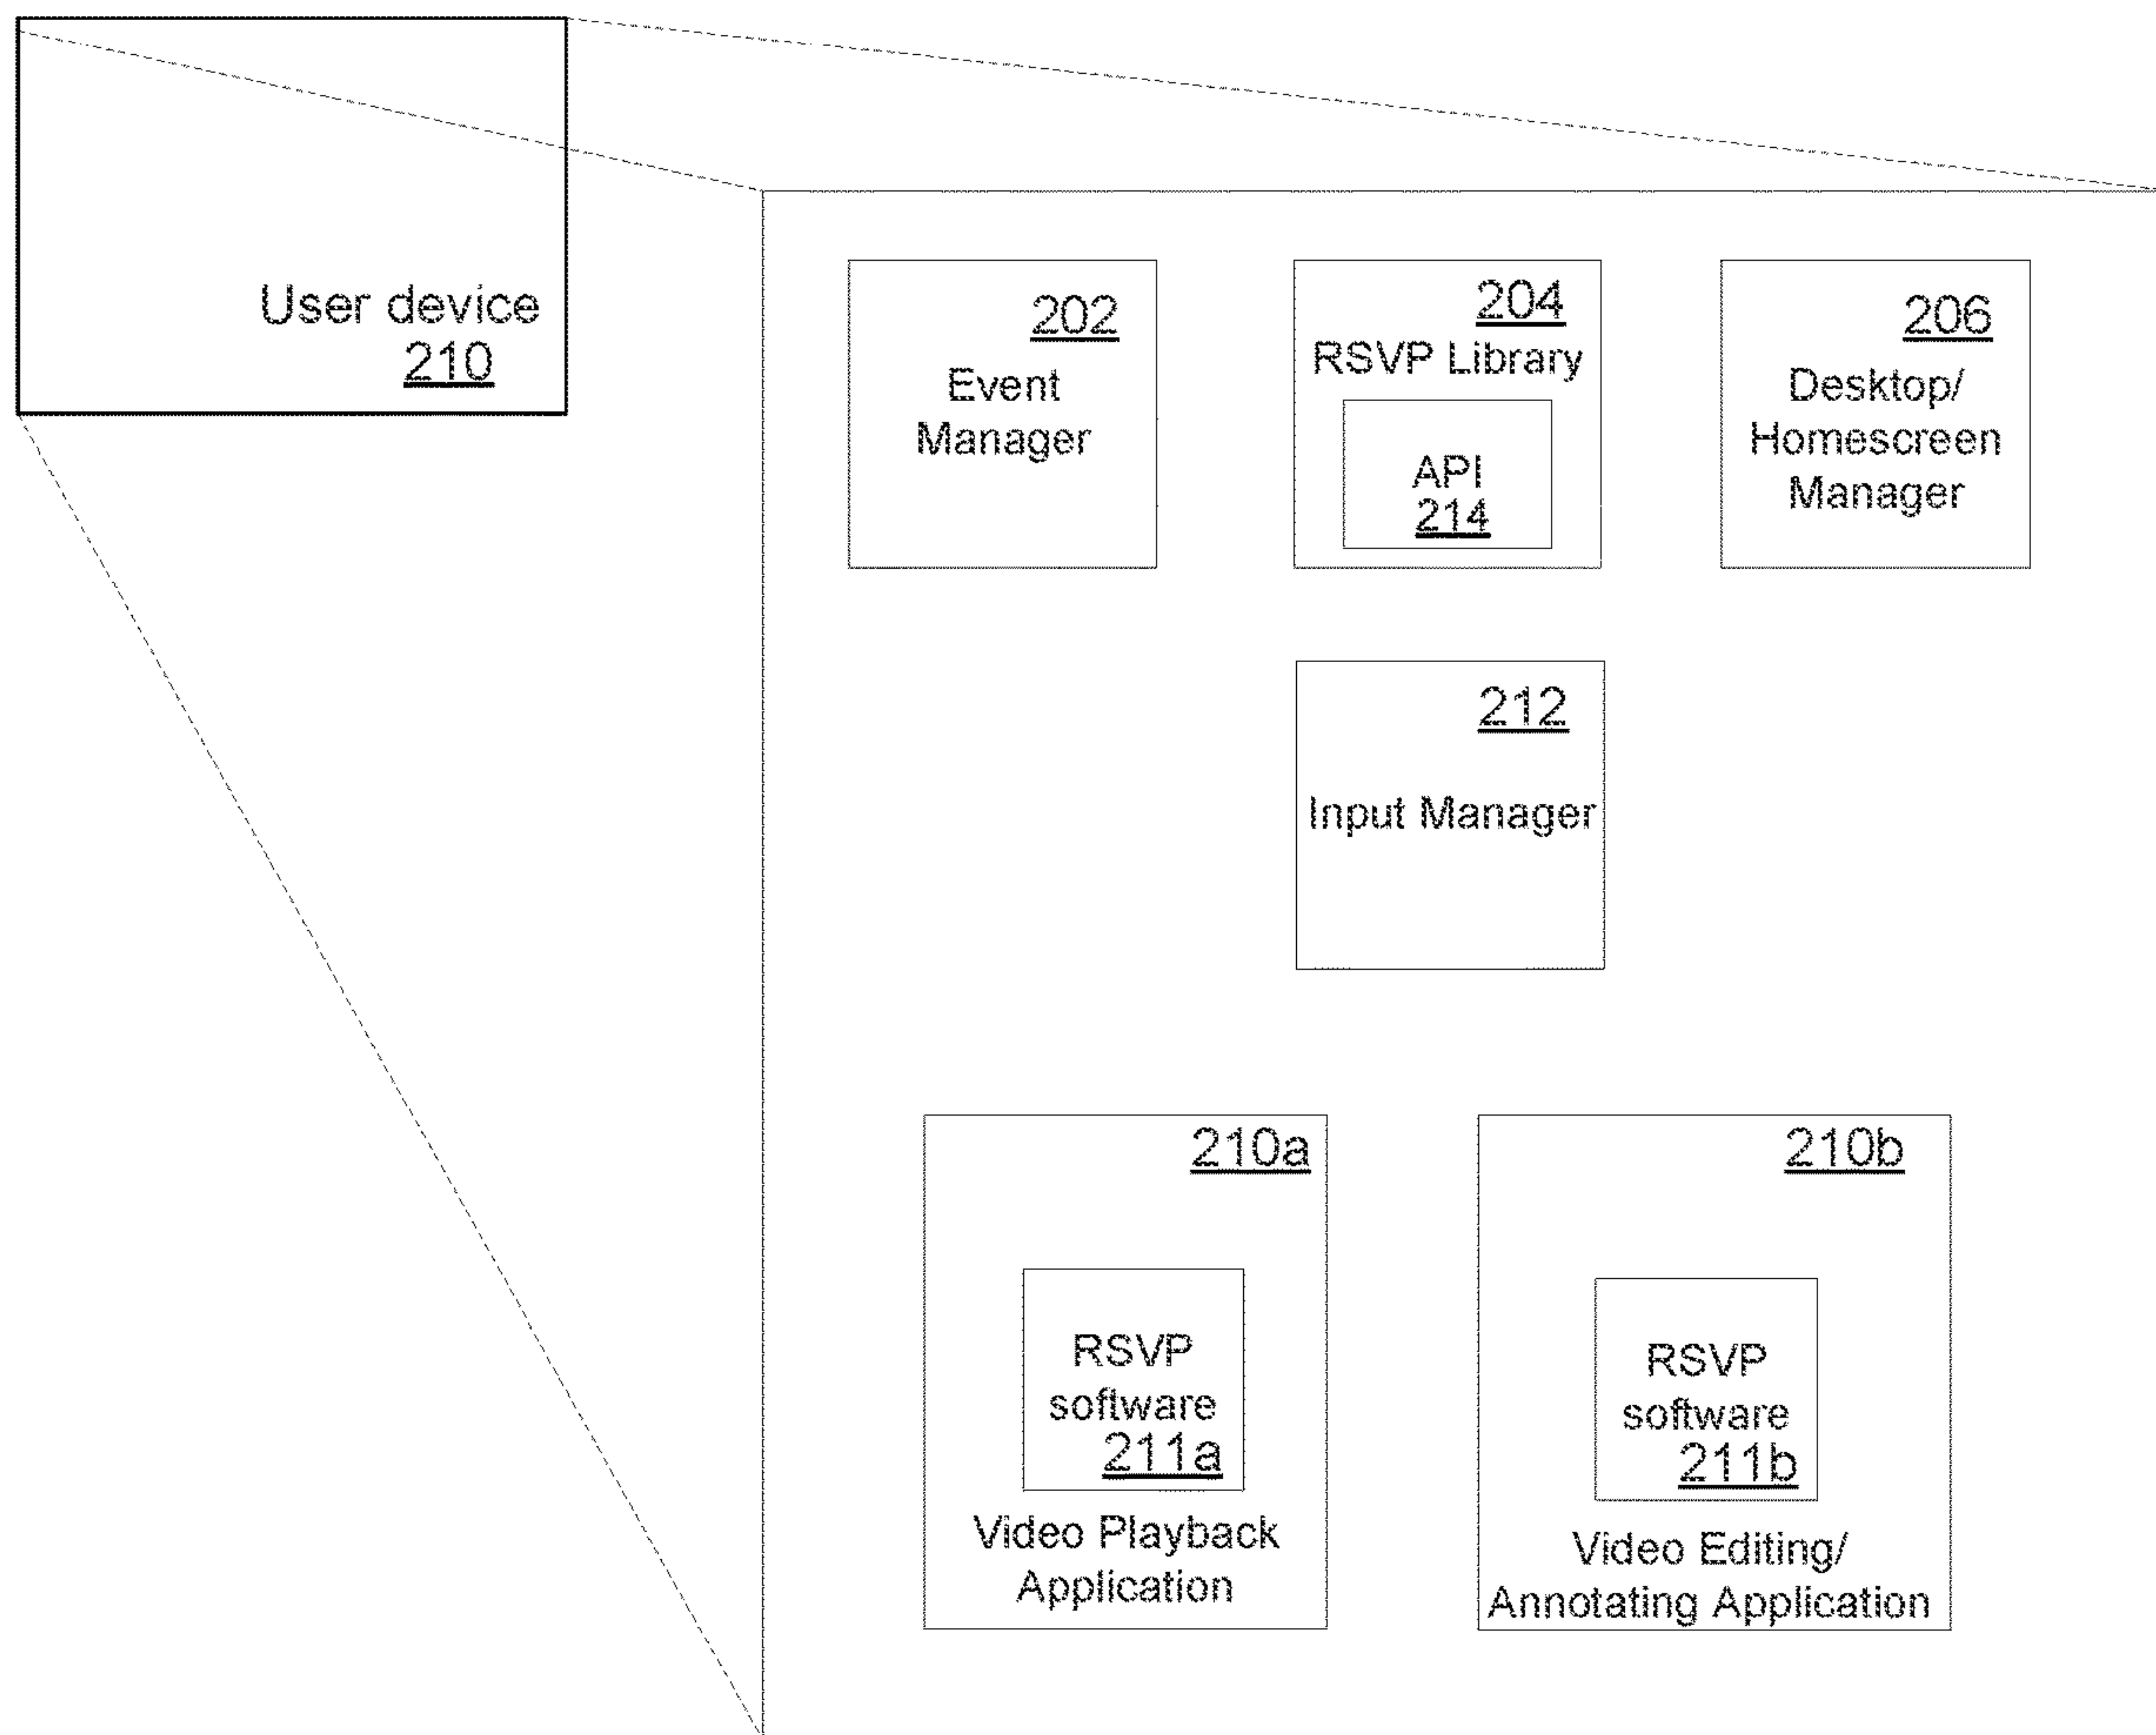 User device
210
202
Event
Manager
204
RSVP Library
API
214
206
Desktop/
Homescreen
Manager
212
Input Manager
210a
RSVP
software
211a
Video Playback
Application
210b
RSVP
software
211b
Video Editing/
Annotating Application